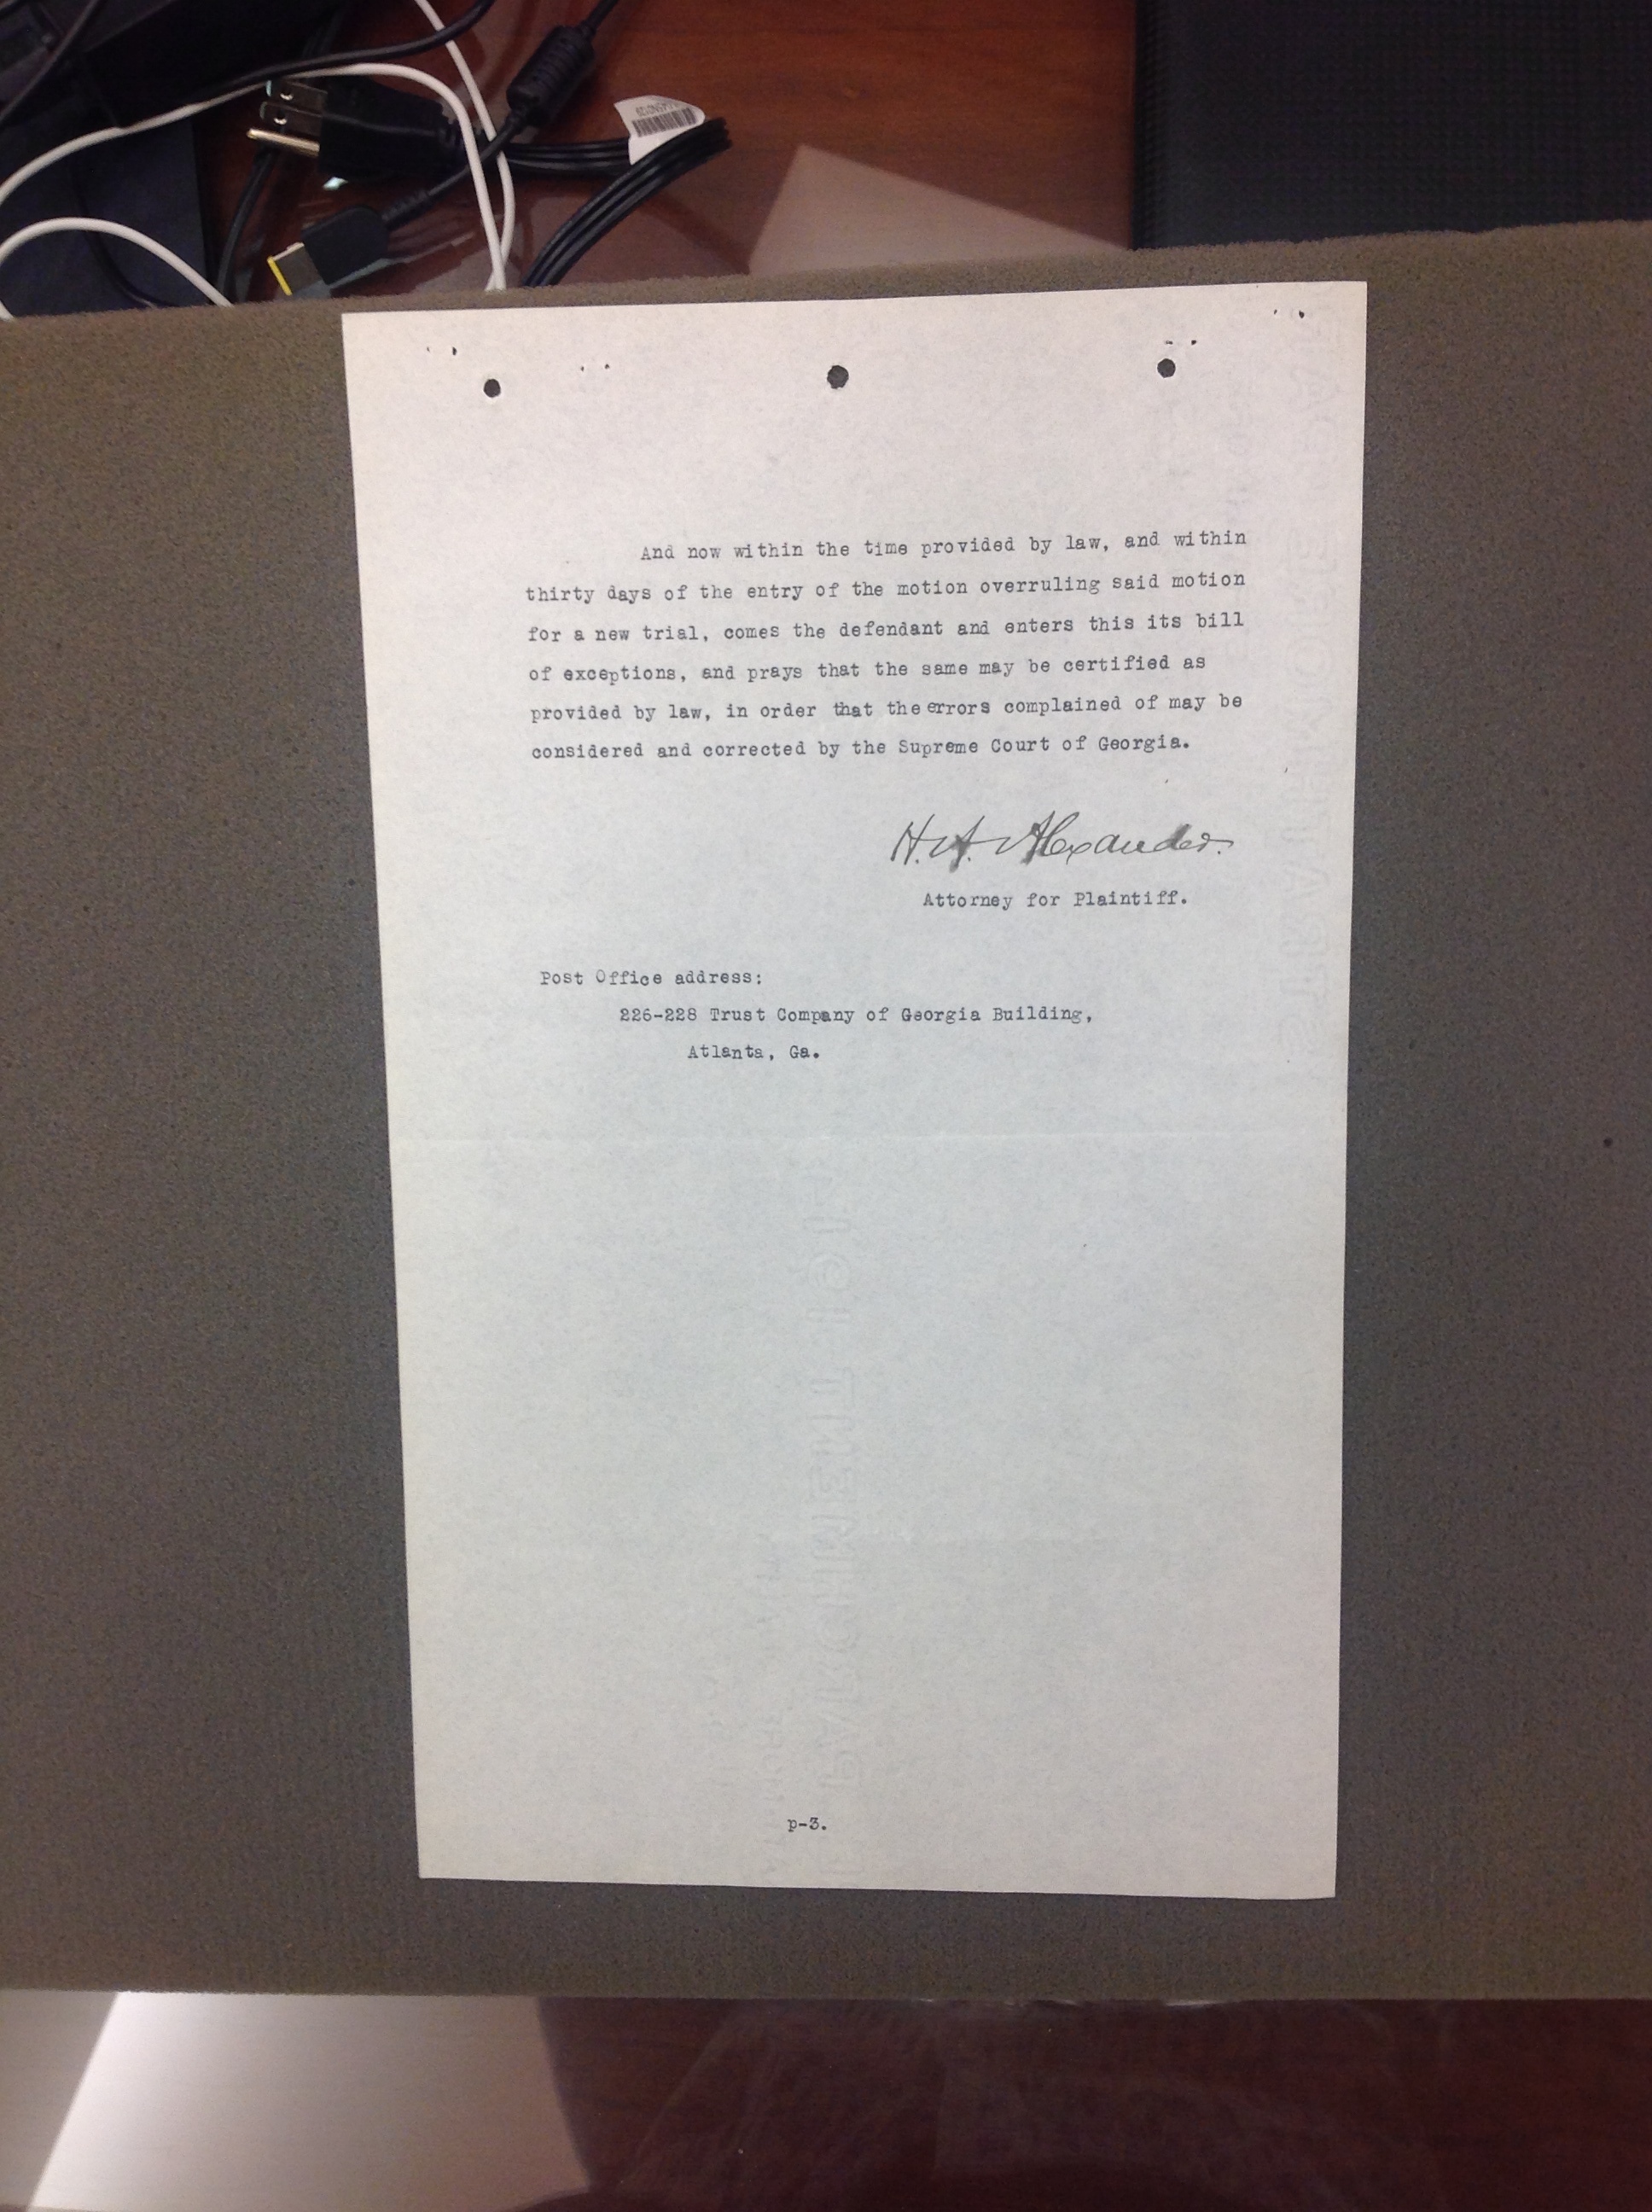 And now within the time provided by law, and within
thirty days of the entry of the motion overruling said motion
for a new trial, comes the defendant and enters this its bill
of exceptions, and prays that the same may be certified as
provided by law, in order that the errors complained of may be
considered and corrected by the Supreme Court of Georgia.
H. A. Alexander.
Attorney for Plaintiff.
Post Office address:
226-228 Trust Company of Georgia Building,
Atlanta, Ga.
p-3.